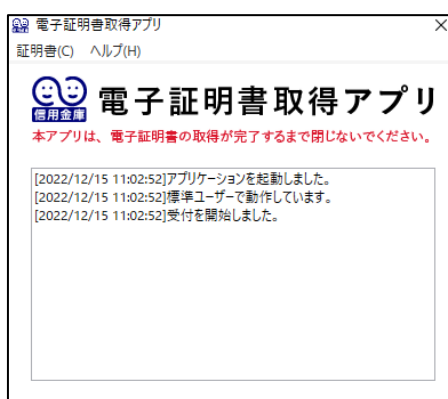 電子証明書取得アプリ
証明書(C) ヘルプ(H)
信用金庫
電子証明書取得アプリ
本アプリは、電子証明書の取得が完了するまで閉じないでください。
[2022/12/15 11:02:52]アプリケーションを起動しました。
[2022/12/15 11:02:52]標準ユーザーで動作しています。
[2022/12/15 11:02:52]受付を開始しました。